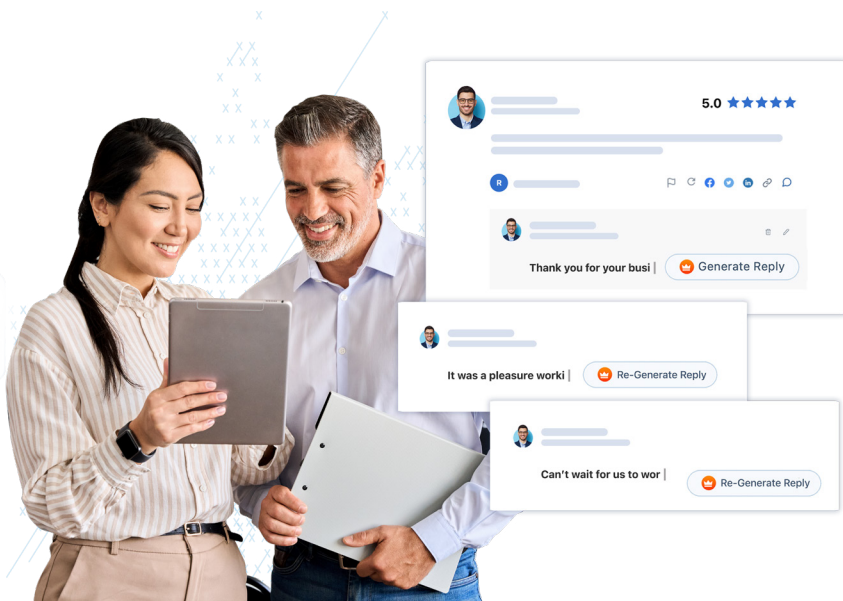 5.0
R
Thank you for your busi
Generate Reply
It was a pleasure worki
Re-Generate Reply
Can’t wait for us to wor
Re-Generate Reply